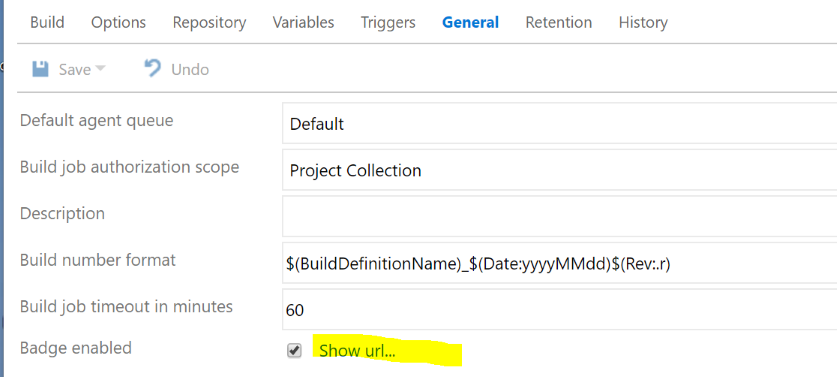 Build Options Repository Variables Triggers General Retention History
Save Undo
Default agent queue Default
Build job authorization scope Project Collection
Description
Build number format $(BuildDefinitionName)_$(Date:yyyyMMdd)$(Rev:.r)
Build job timeout in minutes 60
Badge enabled Show url...